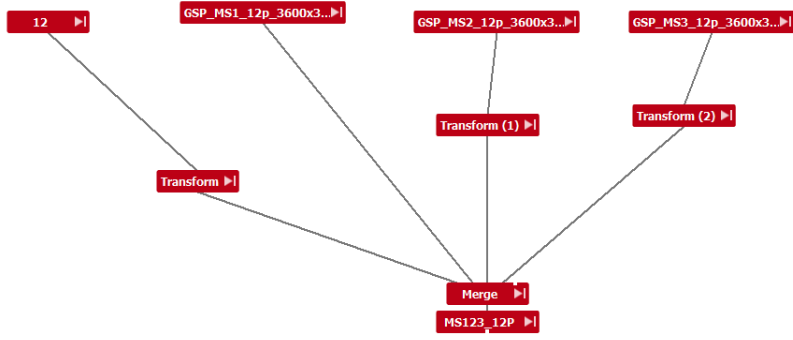 12
GSP_MS1_12p_3600x3...
GSP_MS2_12p_3600x3...
GSP_MS3_12p_3600x3...
Transform (1)
Transform (2)
Transform
Merge
MS123_12P